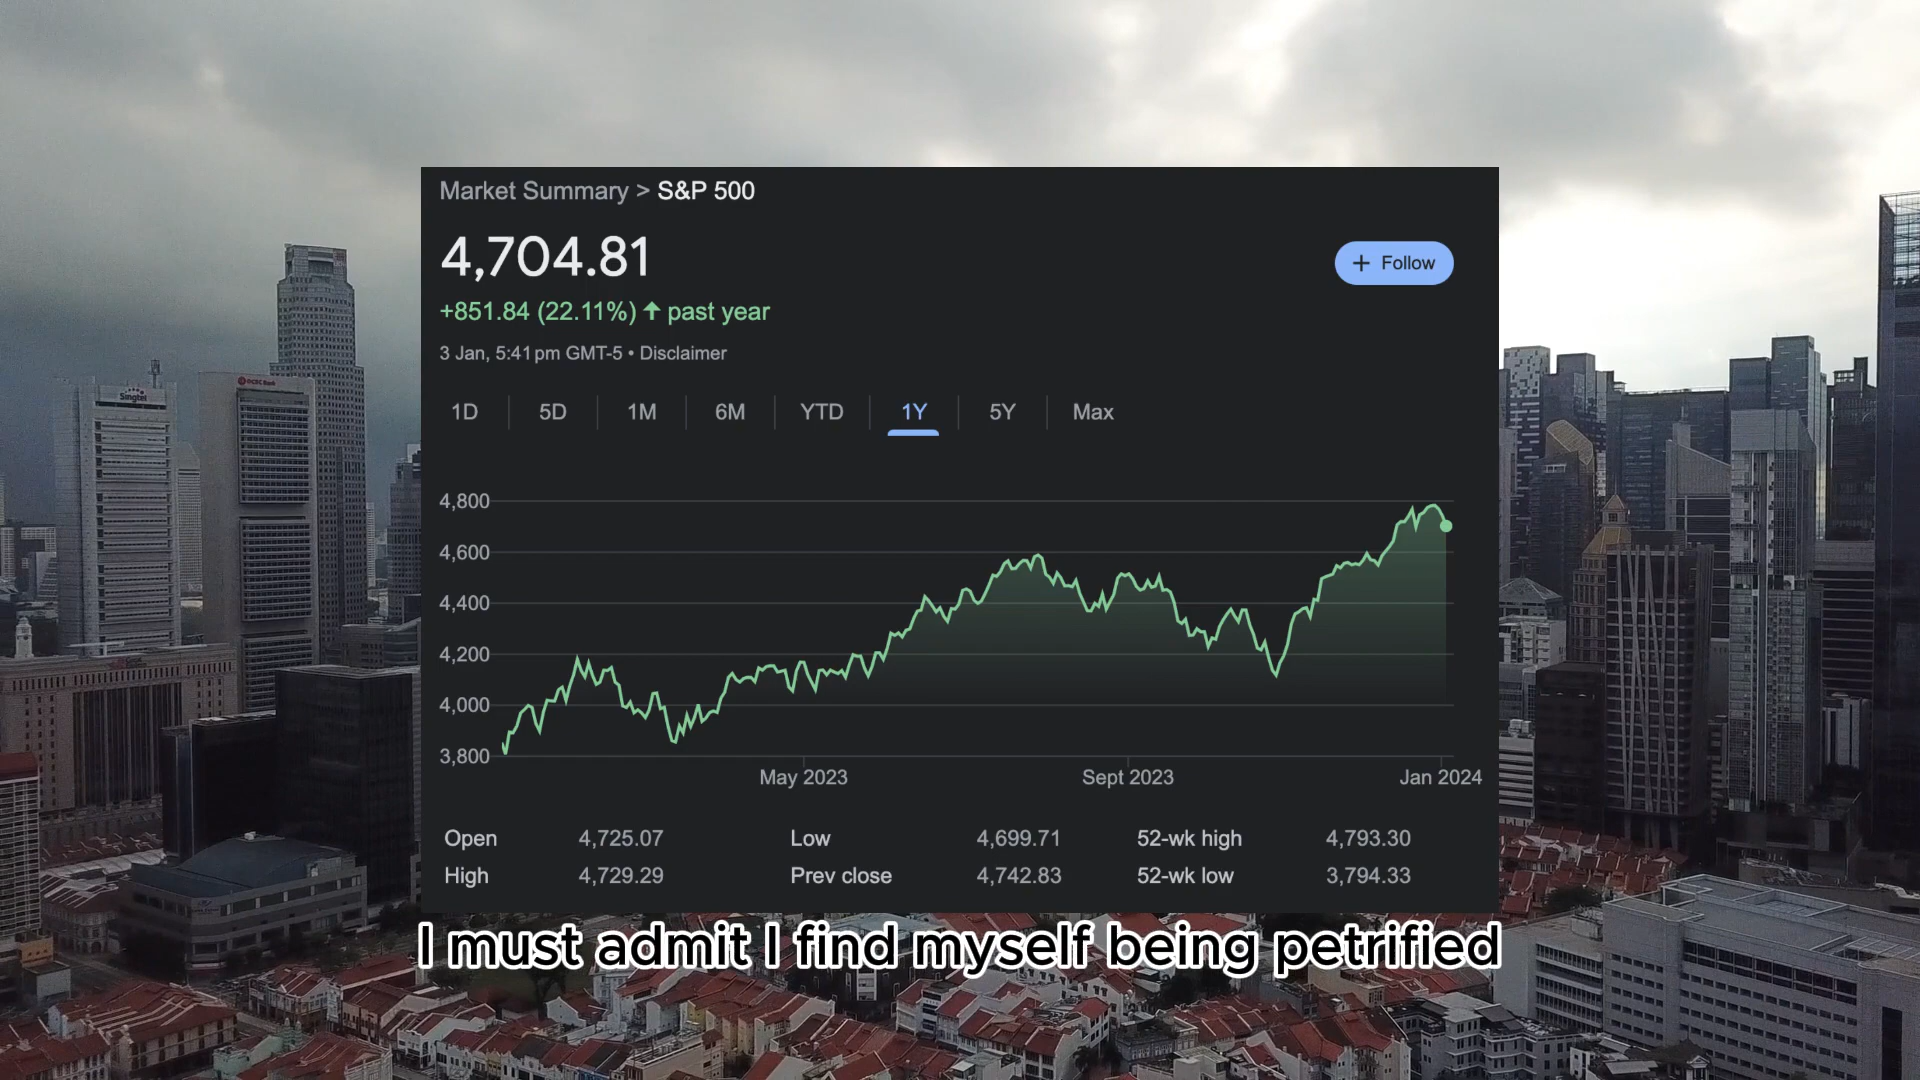 Market Summary > S&P 500
4,704.81
+ Follow
+851.84 (22.11%) ↑ past year
3 Jan, 5:41 pm GMT-5 • Disclaimer
1D 5D 1M 6M YTD 1Y 5Y Max
4,800
4,600
4,400
4,200
4,000
3,800
May 2023 Sept 2023 Jan 2024
Open 4,725.07 Low 4,699.71 52-wk high 4,793.30
High 4,729.29 Prev close 4,742.83 52-wk low 3,794.33
I must admit I find myself being petrified
Singtel
OCBC Bank